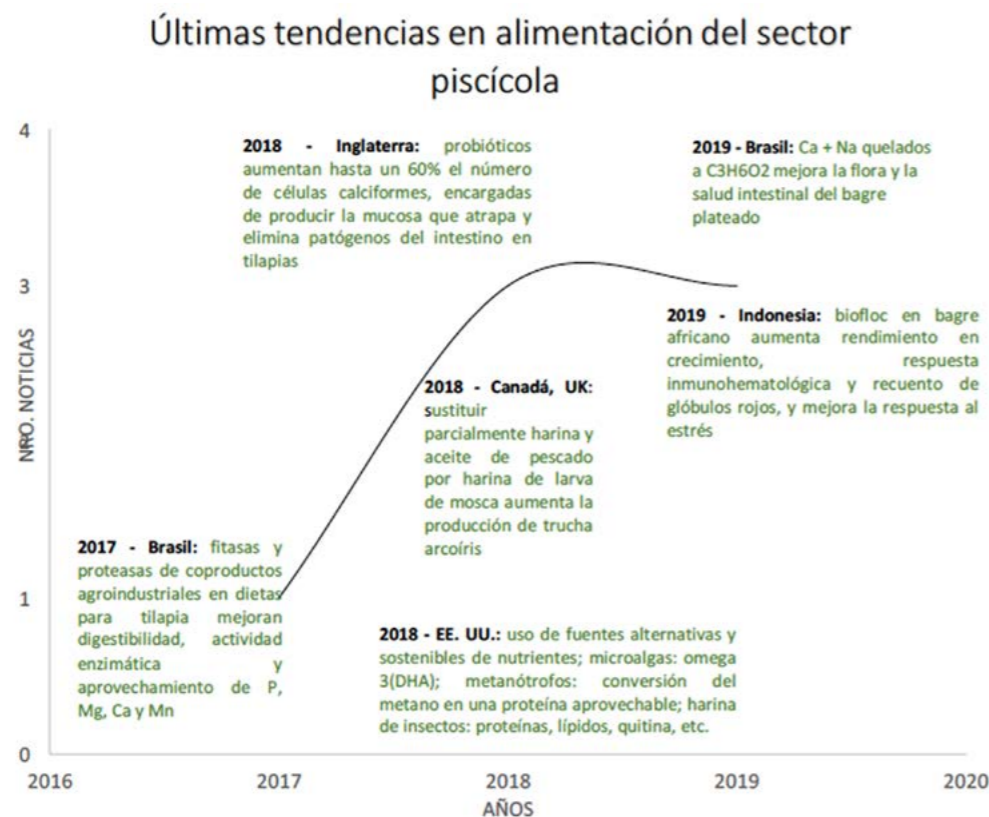 Últimas tendencias en alimentación del sector
piscícola
4
3
1
0
NRO. NOTICIAS
2018 - Inglaterra: probióticos
aumentan hasta un 60% el número
de células calciformes, encargadas
de producir la mucosa que atrapa y
elimina patógenos del intestino en
tilapias
2019 - Brasil: Ca + Na quelados
a C3H6O2 mejora la flora y la
salud intestinal del bagre
plateado
2019 - Indonesia: biofloc en bagre
africano aumenta rendimiento en
crecimiento, respuesta
inmunohematológica y recuento de
glóbulos rojos, y mejora la respuesta al
estrés
2018 - Canadá, UK:
sustituir
parcialmente harina y
aceite de pescado
por harina de larva
de mosca aumenta la
producción de trucha
arcoíris
2017 - Brasil: fitasas y
proteasas de coproductos
agroindustriales en dietas
para tilapia mejoran
digestibilidad, actividad
enzimática y
aprovechamiento de P,
Mg, Ca y Mn
2018 - EE. UU.: uso de fuentes alternativas y
sostenibles de nutrientes; microalgas: omega
3(DHA); metanótrofos: conversión del
metano en una proteína aprovechable; harina
de insectos: proteínas, lípidos, quitina, etc.
2016 2017 2018 2019 2020
AÑOS